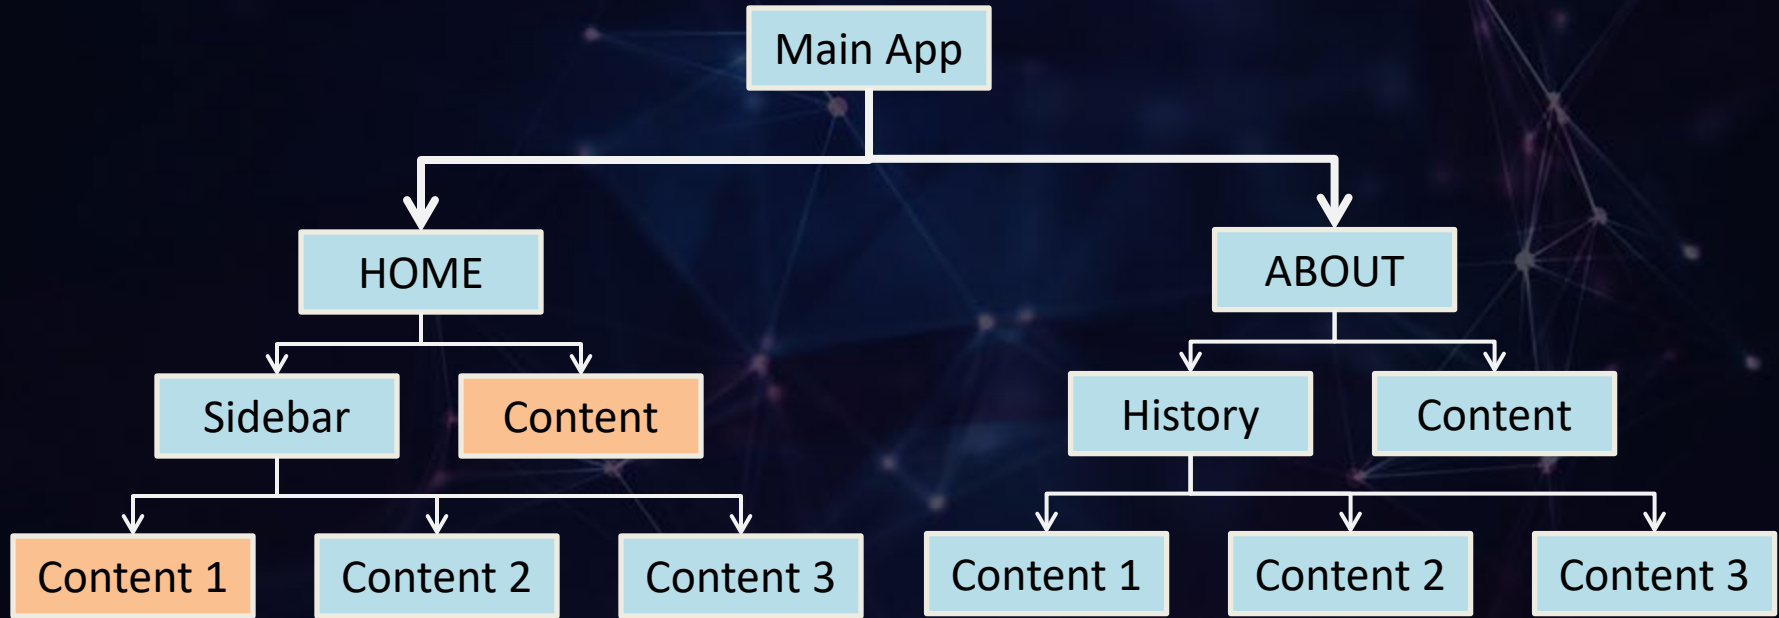 Main App
HOME
ABOUT
Sidebar
Content
History
Content
Content 1
Content 2
Content 3
Content 1
Content 2
Content 3